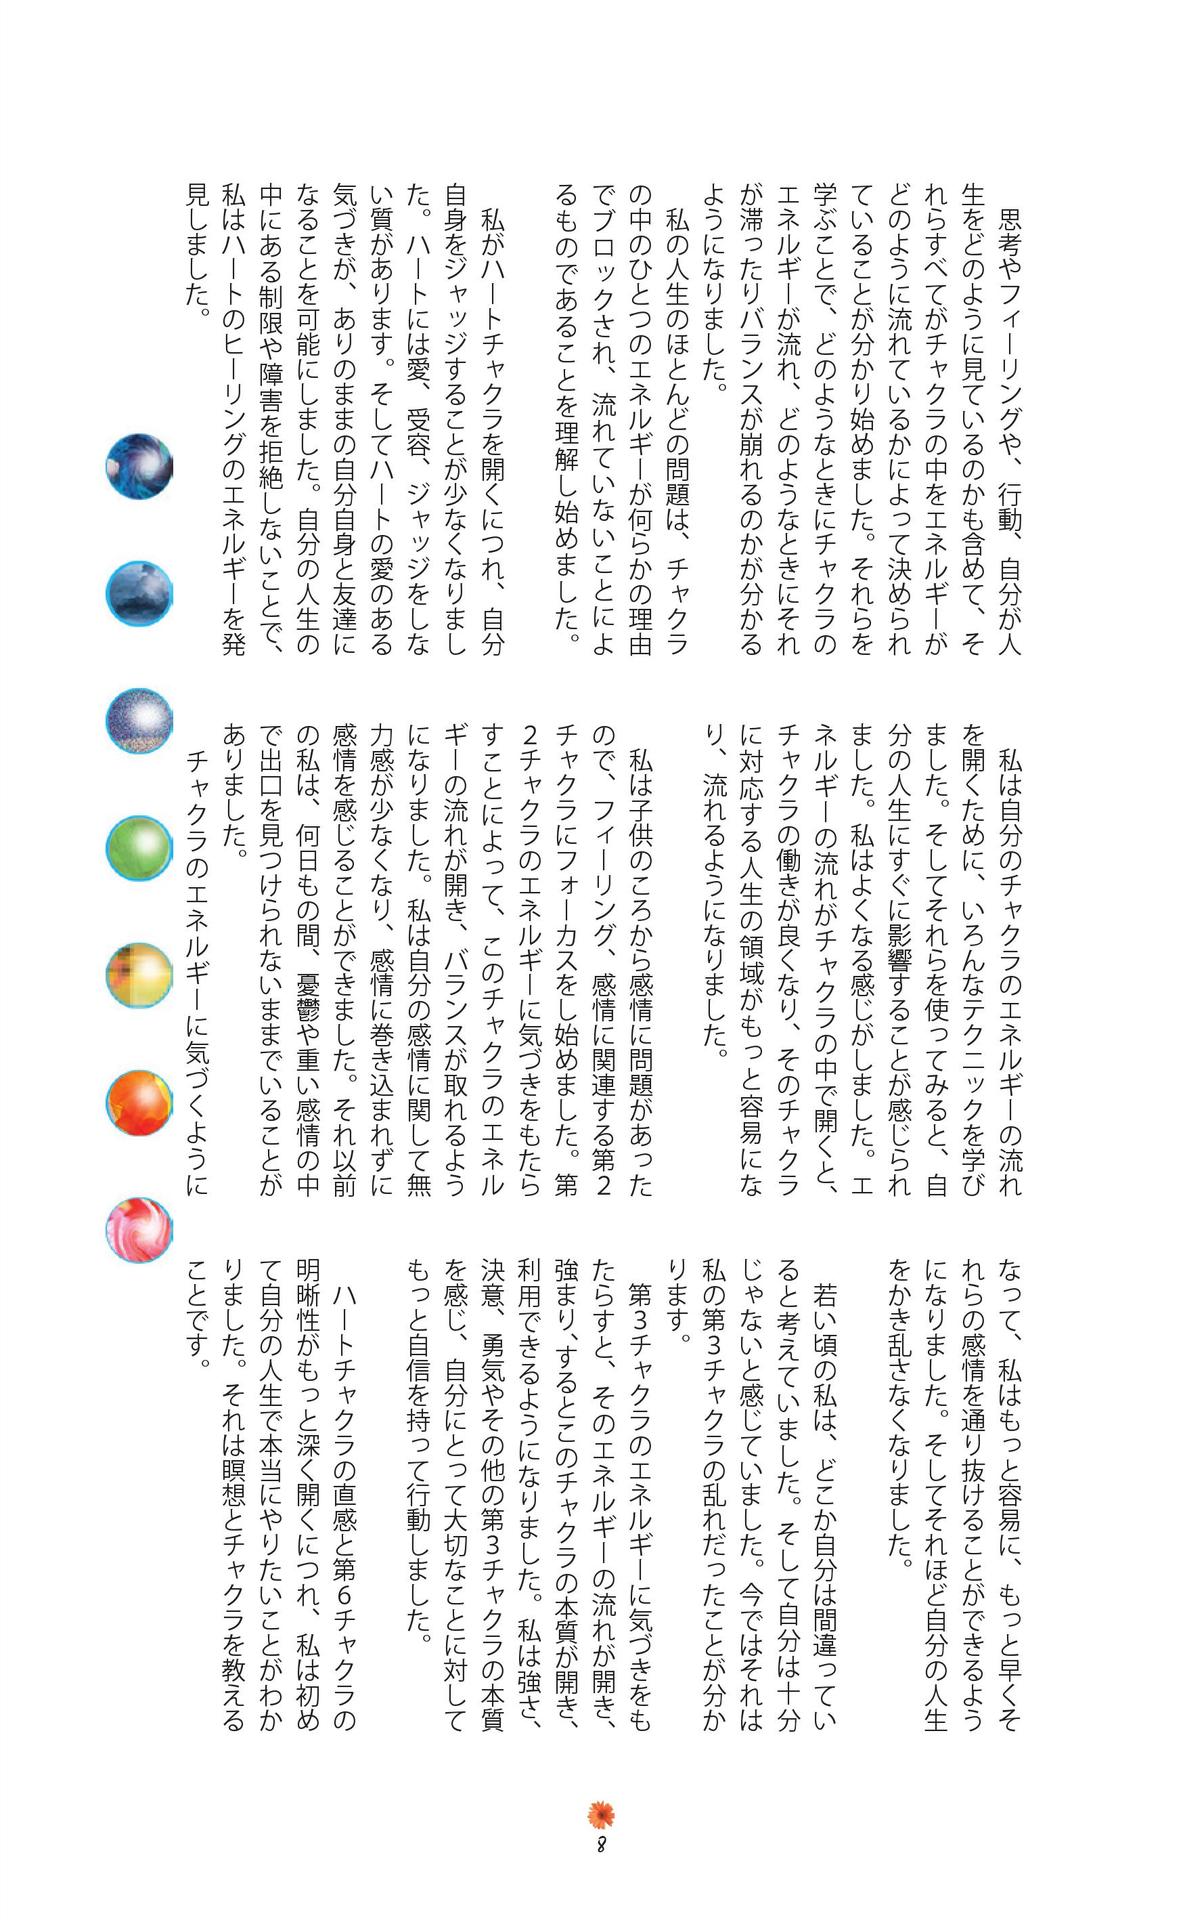 思考やフィーリングや、行動、自分が人
生をどのように見ているのかも含めて、そ
れらすべてがチャクラの中をエネルギーが
どのように流れているかによって決められ
ていることが分かり始めました。それらを
学ぶことで、どのようなときにチャクラの
エネルギーが流れ、どのようなときにそれ
が滞ったりバランスが崩れるのかが分かる
ようになりました。
私の人生のほとんどの問題は、チャクラ
の中のひとつのエネルギーが何らかの理由
でブロックされ、流れていないことによ
るものであることを理解し始めました。
私がハートチャクラを開くにつれ、自分
自身をジャッジすることが少なくなりまし
た。ハートには愛、受容、ジャッジをしな
い質があります。そしてハートの愛のある
気づきが、ありのままの自分自身と友達に
なることを可能にしました。自分の人生の
中にある制限や障害を拒絶しないことで、
私はハートのヒーリングのエネルギーを発
見しました。
私は自分のチャクラのエネルギーの流れ
を開くために、いろんなテクニックを学び
ました。そしてそれらを使ってみると、自
分の人生にすぐに影響することが感じられ
ました。私はよくなる感じがしました。エ
ネルギーの流れがチャクラの中で開くと、
チャクラの働きが良くなり、そのチャクラ
に対応する人生の領域がもっと容易にな
り、流れるようになりました。
私は子供のころから感情に問題があった
ので、フィーリング、感情に関連する第２
チャクラにフォーカスをし始めました。第
２チャクラのエネルギーに気づきをもたら
すことによって、このチャクラのエネル
ギーの流れが開き、バランスが取れるよう
になりました。私は自分の感情に関して無
力感が少なくなり、感情に巻き込まれずに
感情を感じることができました。それ以前
の私は、何日もの間、憂鬱や重い感情の中
で出口を見つけられないままでいることが
ありました。
チャクラのエネルギーに気づくように
なって、私はもっと容易に、もっと早くそ
れらの感情を通り抜けることができるよう
になりました。そしてそれほど自分の人生
をかき乱さなくなりました。
若い頃の私は、どこか自分は間違ってい
ると考えていました。そして自分は十分
じゃないと感じていました。今ではそれは
私の第３チャクラの乱れだったことが分か
ります。
第３チャクラのエネルギーに気づきをも
たらすと、そのエネルギーの流れが開き、
強まり、するとこのチャクラの本質が開き、
利用できるようになりました。私は強さ、
決意、勇気やその他の第３チャクラの本質
を感じ、自分にとって大切なことに対して
もっと自信を持って行動しました。
ハートチャクラの直感と第６チャクラの
明晰性がもっと深く開くにつれ、私は初め
て自分の人生で本当にやりたいことがわか
りました。それは瞑想とチャクラを教える
ことです。
8